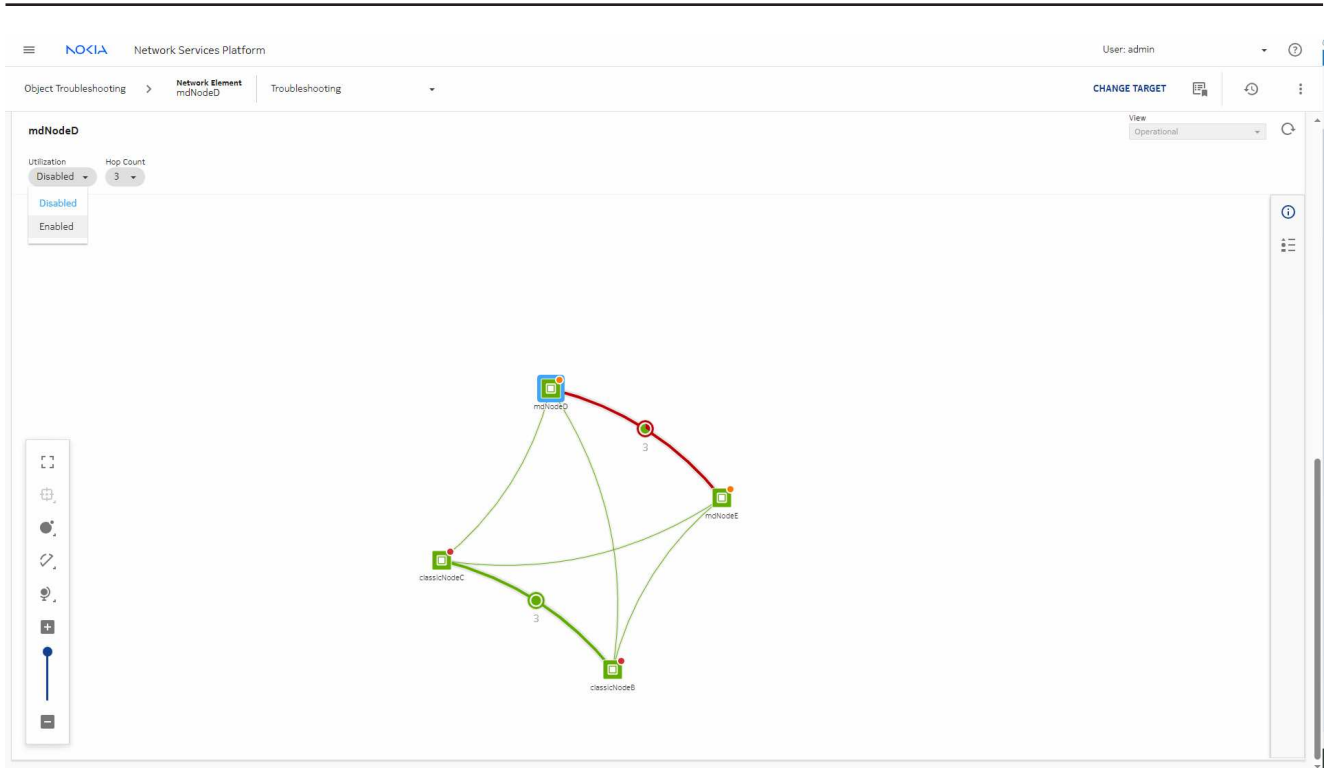 NOKIA Network Services Platform User: admin
Object Troubleshooting > Network Element mdNodeD Troubleshooting CHANGE TARGET
mdNodeD
View
Operational
Utilization Hop Count
Disabled 3
Disabled
Enabled
mdNodeD
3
mdNodeE
classicNodeC
3
classicNodeB